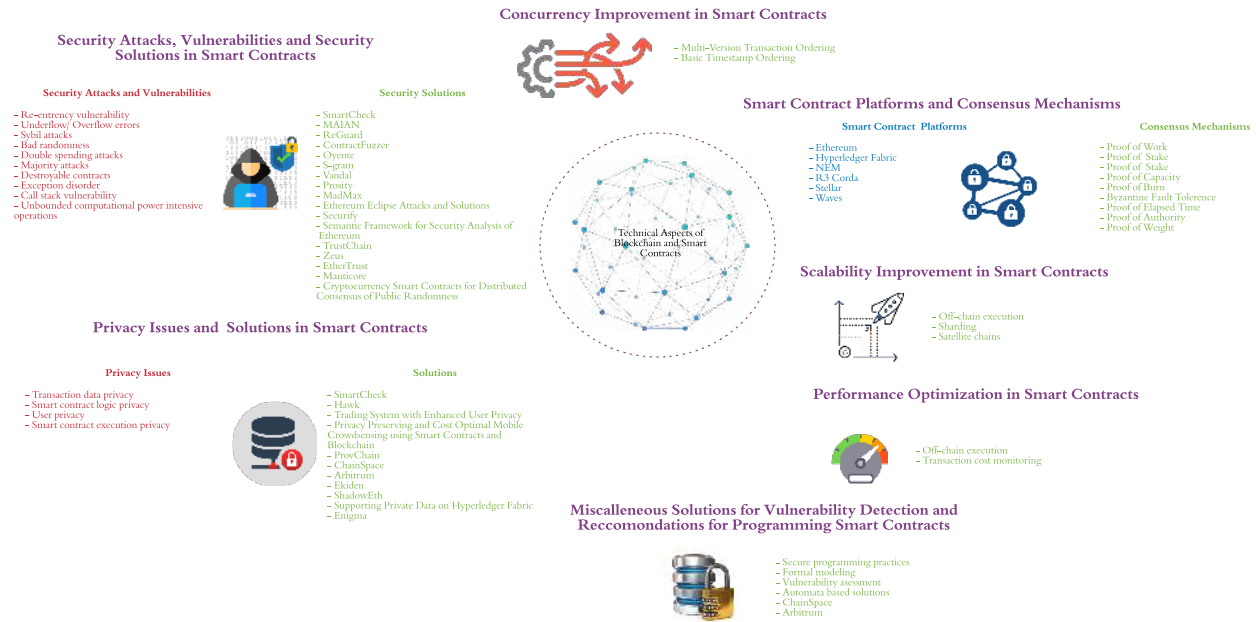 Concurrency Improvement in Smart Contracts
- Multi-Version Transaction Ordering
- Basic Timestamp Ordering
Security Attacks, Vulnerabilities and Security
Solutions in Smart Contracts
Security Attacks and Vulnerabilities
- Re-entrency vulnerability
- Underflow/ Overflow errors
- Sybil attacks
- Bad randomness
- Double spending attacks
- Majority attacks
- Destroyable contracts
- Exception disorder
- Call stack vulnerability
- Unbounded computational power intensive
operations
Security Solutions
- SmartCheck
- MAIAN
- ReGuard
- ContractFuzzer
- Oyente
- S-gram
- Vandal
- Prosity
- MadMax
- Ethereum Eclipse Attacks and Solutions
- Securify
- Semantic Framework for Security Analysis of
Ethereum
- TrustChain
- Zeus
- EtherTrust
- Manticore
- Cryptocurrency Smart Contracts for Distributed
Consensus of Public Randomness
Smart Contract Platforms and Consensus Mechanisms
Smart Contract Platforms
- Ethereum
- Hyperledger Fabric
- NEM
- R3 Corda
- Stellar
- Waves
Consensus Mechanisms
- Proof of Work
- Proof of Stake
- Proof of Stake
- Proof of Capacity
- Proof of Burn
- Byzantine Fault Tolerence
- Proof of Elapsed Time
- Proof of Authority
- Proof of Weight
Technical Aspects of
Blockchain and Smart
Contracts
Scalability Improvement in Smart Contracts
- Off-chain execution
- Sharding
- Satellite chains
Privacy Issues and Solutions in Smart Contracts
Privacy Issues
- Transaction data privacy
- Smart contract logic privacy
- User privacy
- Smart contract execution privacy
Solutions
- SmartCheck
- Hawk
- Trading System with Enhanced User Privacy
- Privacy Preserving and Cost Optimal Mobile
Crowdsensing using Smart Contracts and
Blockchain
- ProvChain
- ChainSpace
- Arbitrum
- Ekiden
- ShadowEth
- Supporting Private Data on Hyperledger Fabric
- Enigma
Performance Optimization in Smart Contracts
- Off-chain execution
- Transaction cost monitoring
Miscalleneous Solutions for Vulnerability Detection and
Reccomondations for Programming Smart Contracts
- Secure programming practices
- Formal modeling
- Vulnerability asessment
- Automata based solutions
- ChainSpace
- Arbitrum